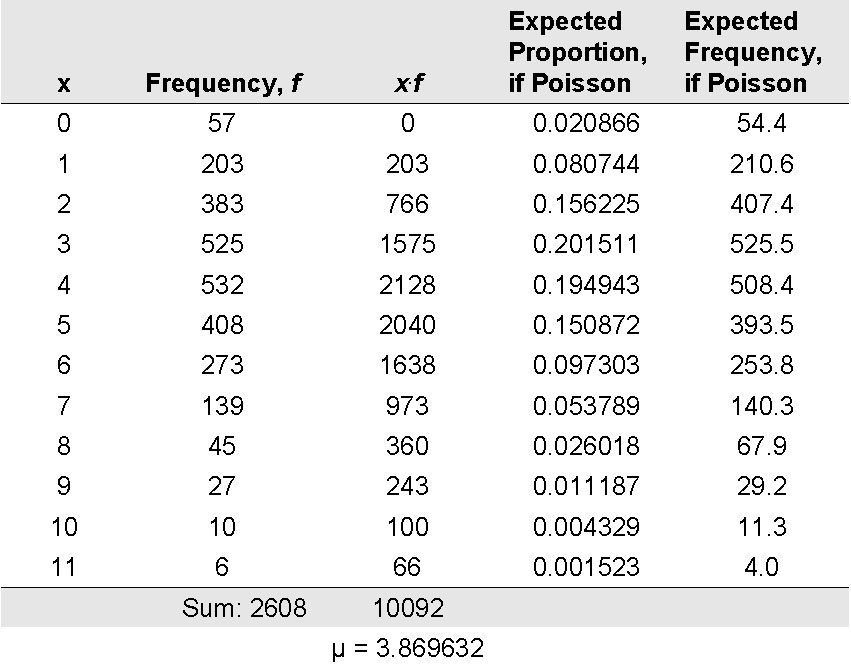 x Frequency, f x·f Expected Proportion, if Poisson Expected Frequency, if Poisson
0 57 0 0.020866 54.4
1 203 203 0.080744 210.6
2 383 766 0.156225 407.4
3 525 1575 0.201511 525.5
4 532 2128 0.194943 508.4
5 408 2040 0.150872 393.5
6 273 1638 0.097303 253.8
7 139 973 0.053789 140.3
8 45 360 0.026018 67.9
9 27 243 0.011187 29.2
10 10 100 0.004329 11.3
11 6 66 0.001523 4.0
Sum: 2608 10092
μ = 3.869632